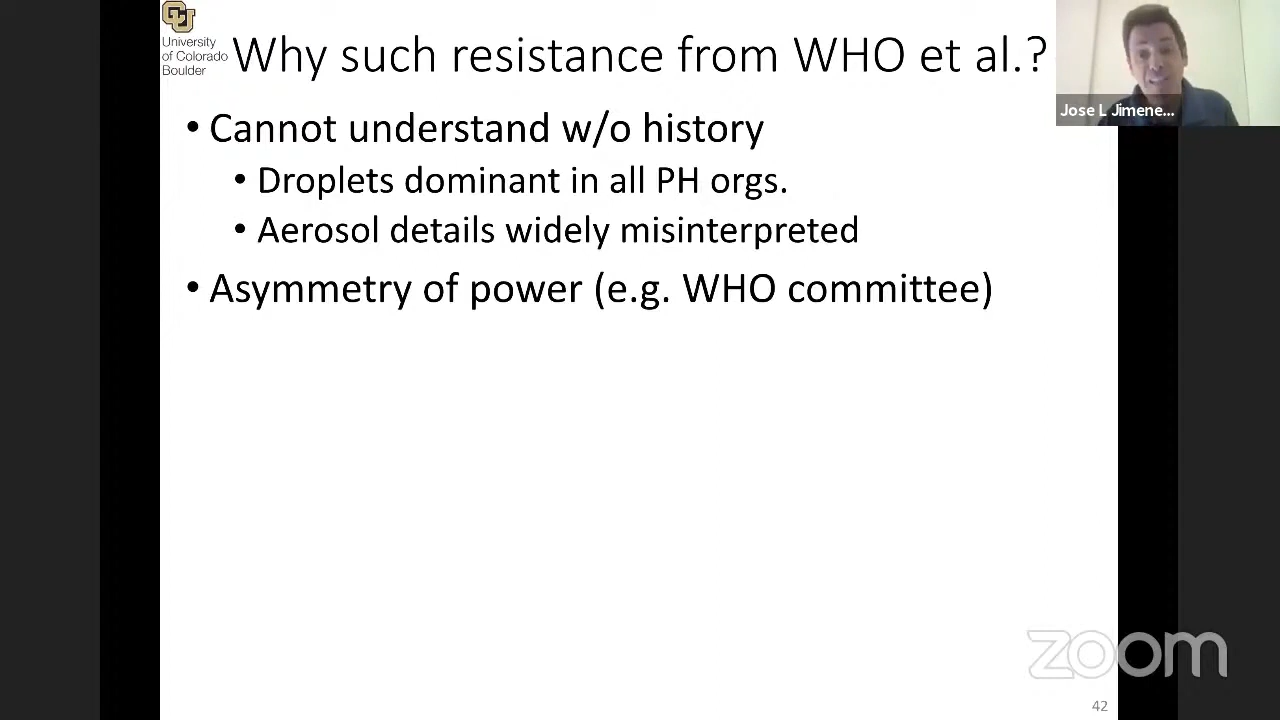 CU
University
of Colorado
Boulder
Why such resistance from WHO et al.?
Jose L Jimene...
• Cannot understand w/o history
• Droplets dominant in all PH orgs.
• Aerosol details widely misinterpreted
• Asymmetry of power (e.g. WHO committee)
zoom
42